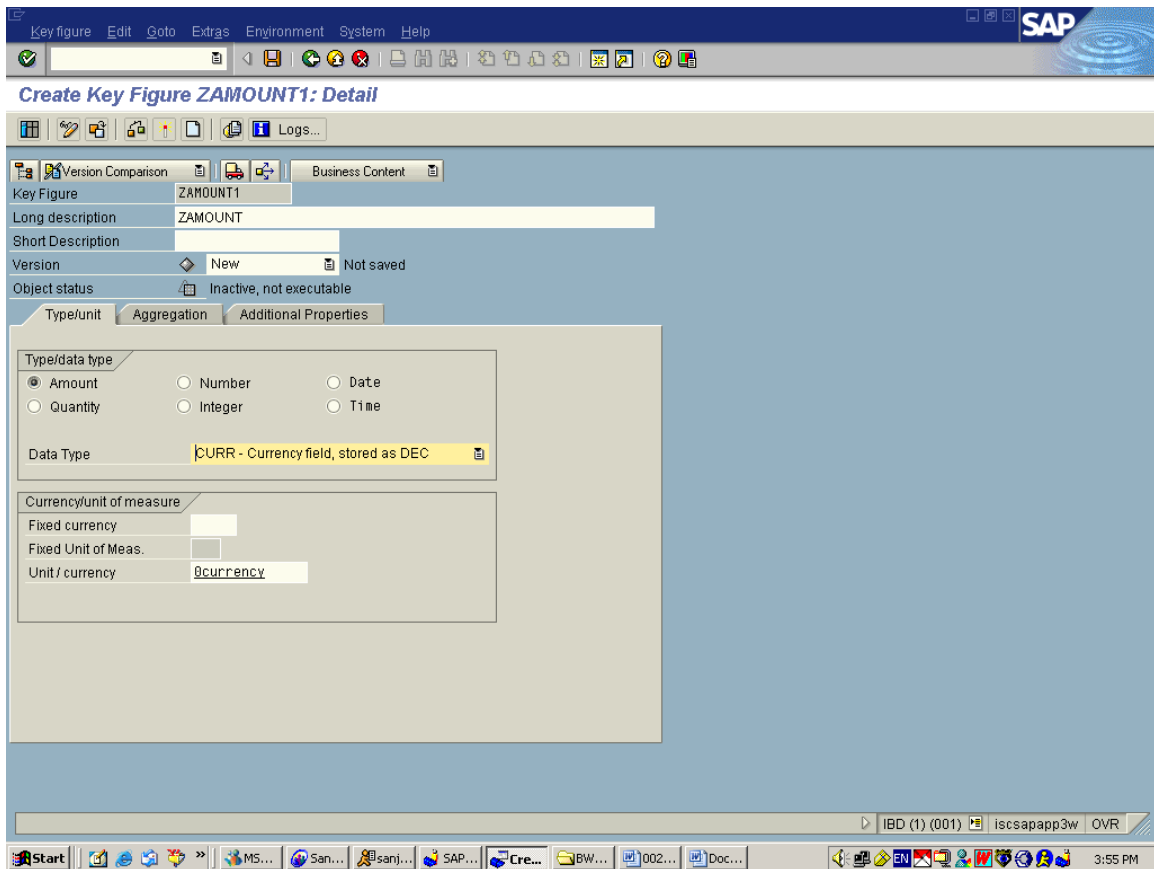 Key figure Edit Goto Extras Environment System Help
SAP
Create Key Figure ZAMOUNT1: Detail
Logs...
Version Comparison Business Content
Key Figure ZAMOUNT1
Long description ZAMOUNT
Short Description
Version New Not saved
Object status Inactive, not executable
Type/unit Aggregation Additional Properties
Type/data type
Amount Number Date
Quantity Integer Time
Data Type CURR - Currency field, stored as DEC
Currency/unit of measure
Fixed currency
Fixed Unit of Meas.
Unit / currency 0currency
IBD (1) (001) iscsapapp3w OVR
Start » MS... San... sanj... SAP... Cre... BW... 002... Doc... EN 3:55 PM